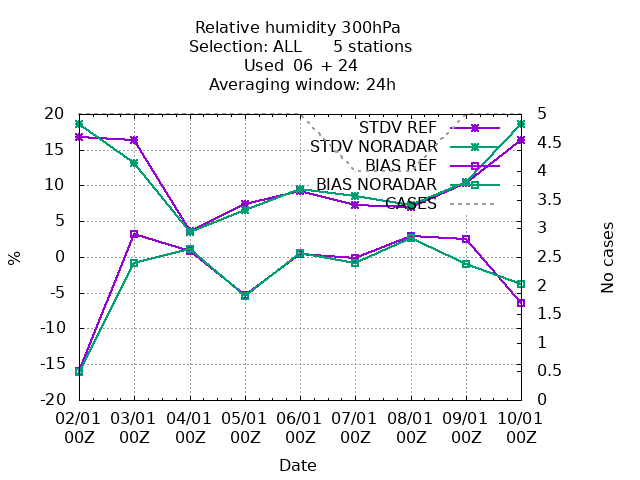 Relative humidity 300hPa
Selection: ALL 5 stations
Used 06 + 24
Averaging window: 24h
STDV REF
STDV NORADAR
BIAS REF
BIAS NORADAR
CASES
20
15
10
5
0
-5
-10
-15
-20
%
5
4.5
4
3.5
3
2.5
2
1.5
1
0.5
0
No cases
02/01 03/01 04/01 05/01 06/01 07/01 08/01 09/01 10/01
00Z 00Z 00Z 00Z 00Z 00Z 00Z 00Z 00Z
Date